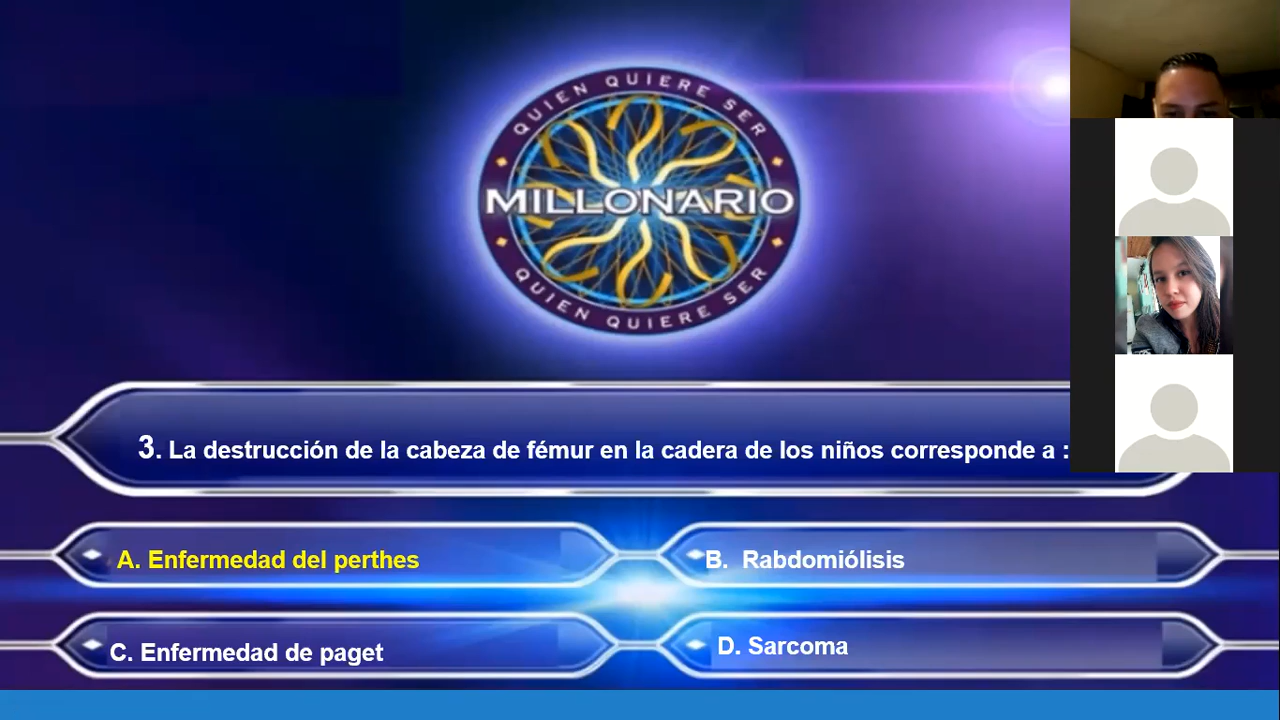 QUIEN QUIERE SER
MILLONARIO
QUIEN QUIERE SER
3. La destrucción de la cabeza de fémur en la cadera de los niños corresponde a :
A. Enfermedad del perthes
B. Rabdomiólisis
C. Enfermedad de paget
D. Sarcoma